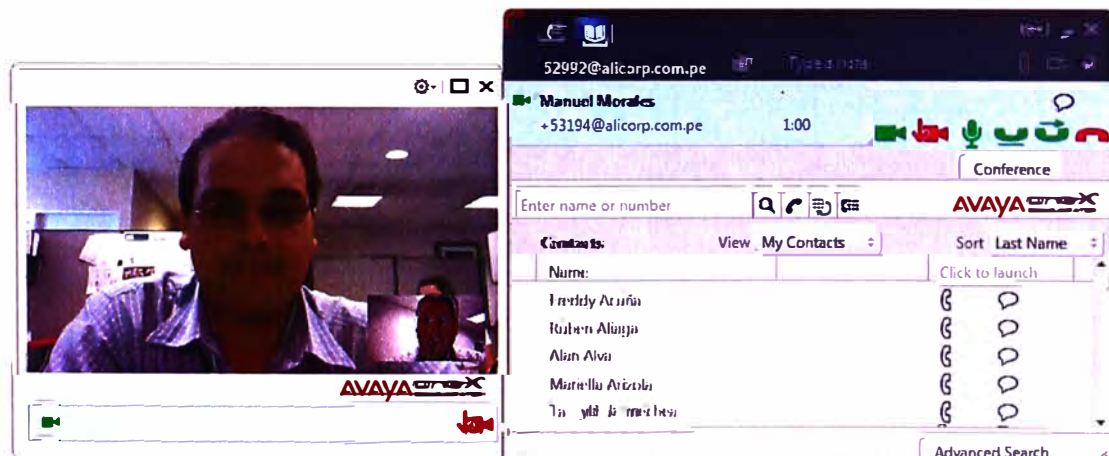 52992@alicorp.com.pe
Manuel Morales
+53194@alicorp.com.pe 1:00
Conference
Enter name or number
AVAYA one-X
Contacts: View My Contacts Sort Last Name
Name: Click to launch
Freddy Acuña
Ruben Aliaga
Alan Alva
Mariella Arizola
AVAYA one-X
Advanced Search